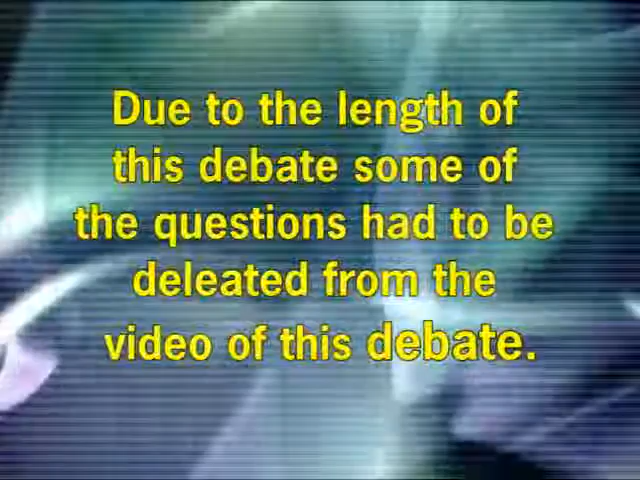 Due to the length of
this debate some of
the questions had to be
deleated from the
video of this debate.